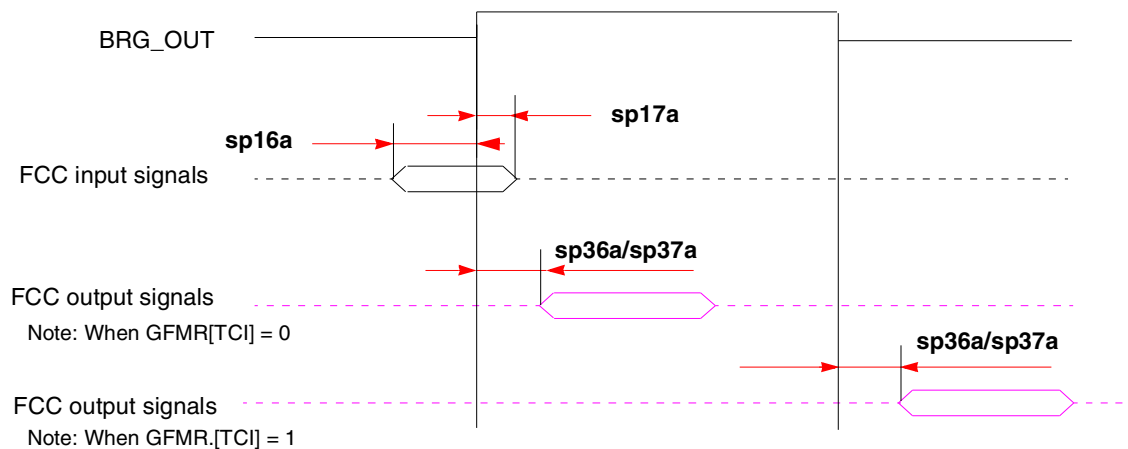 BRG_OUT
sp17a
sp16a
FCC input signals
sp36a/sp37a
FCC output signals
Note: When GFMR[TCI] = 0
sp36a/sp37a
FCC output signals
Note: When GFMR.[TCI] = 1